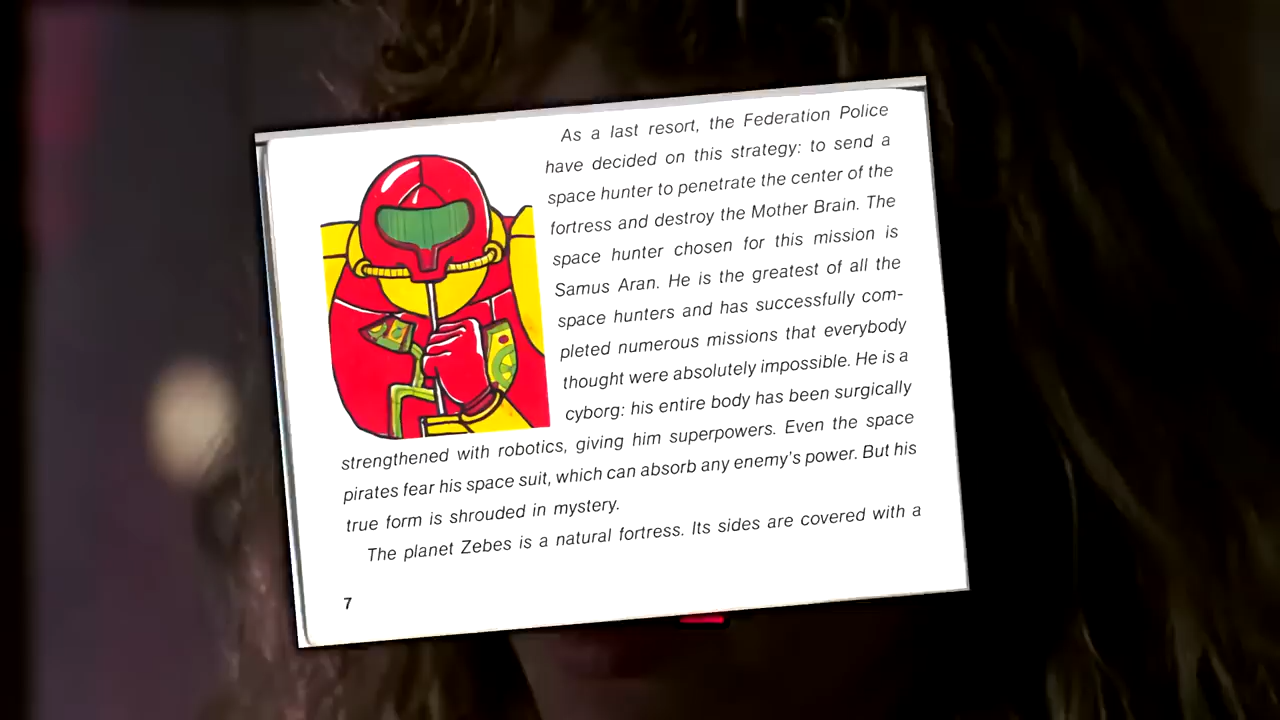 As a last resort, the Federation Police
have decided on this strategy: to send a
space hunter to penetrate the center of the
fortress and destroy the Mother Brain. The
space hunter chosen for this mission is
Samus Aran. He is the greatest of all the
space hunters and has successfully com-
pleted numerous missions that everybody
thought were absolutely impossible. He is a
cyborg: his entire body has been surgically
strengthened with robotics, giving him superpowers. Even the space
pirates fear his space suit, which can absorb any enemy's power. But his
true form is shrouded in mystery.
The planet Zebes is a natural fortress. Its sides are covered with a
7